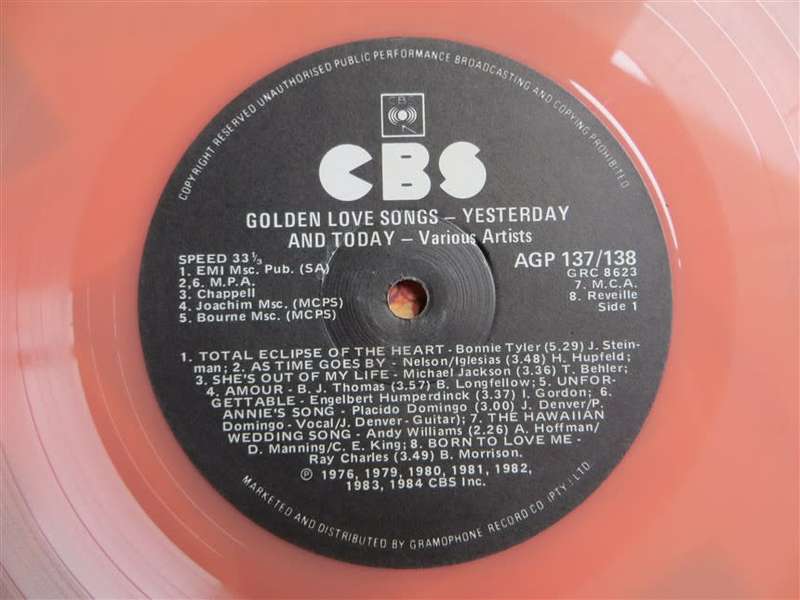 COPYRIGHT RESERVED UNAUTHORISED PUBLIC PERFORMANCE BROADCASTING AND COPYING PROHIBITED
CBS
CBS
GOLDEN LOVE SONGS – YESTERDAY
AND TODAY – Various Artists
SPEED 33⅓
1. EMI Msc. Pub. (SA)
2,6. M.P.A.
3. Chappell
4. Joachim Msc. (MCPS)
5. Bourne Msc. (MCPS)
AGP 137/138
GRC 8623
7. M.C.A.
8. Reveille
Side 1
1. TOTAL ECLIPSE OF THE HEART - Bonnie Tyler (5.29) J. Stein-
man; 2. AS TIME GOES BY - Nelson/Iglesias (3.48) H. Hupfeld;
3. SHE'S OUT OF MY LIFE - Michael Jackson (3.36) T. Behler;
4. AMOUR - B. J. Thomas (3.57) B. Longfellow; 5. UNFOR-
GETTABLE - Engelbert Humperdinck (3.37) I. Gordon; 6.
ANNIE'S SONG - Placido Domingo (3.00) J. Denver/P.
Domingo - Vocal/J. Denver - Guitar); 7. THE HAWAIIAN
WEDDING SONG - Andy Williams (2.26) A. Hoffman/
D. Manning/C. E. King; 8. BORN TO LOVE ME -
Ray Charles (3.49) B. Morrison.
℗ 1976, 1979, 1980, 1981, 1982,
1983, 1984 CBS Inc.
MARKETED AND DISTRIBUTED BY GRAMOPHONE RECORD CO (PTY) LTD.